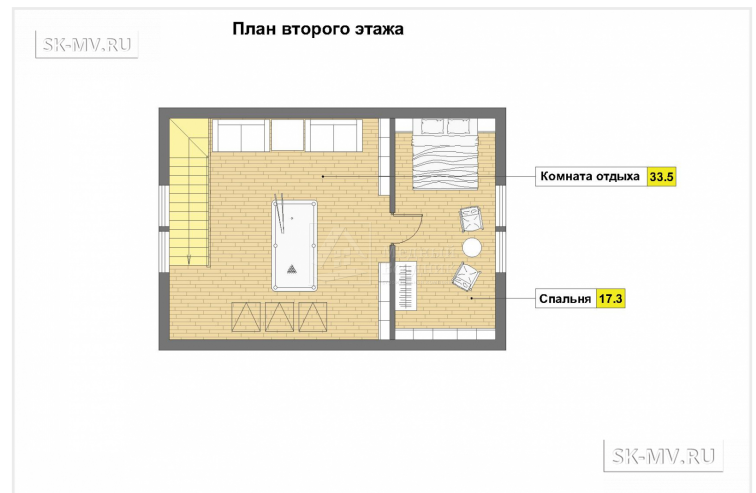 План второго этажа
SK-MV.RU
Комната отдыха 33.5
Спальня 17.3
SK-MV.RU